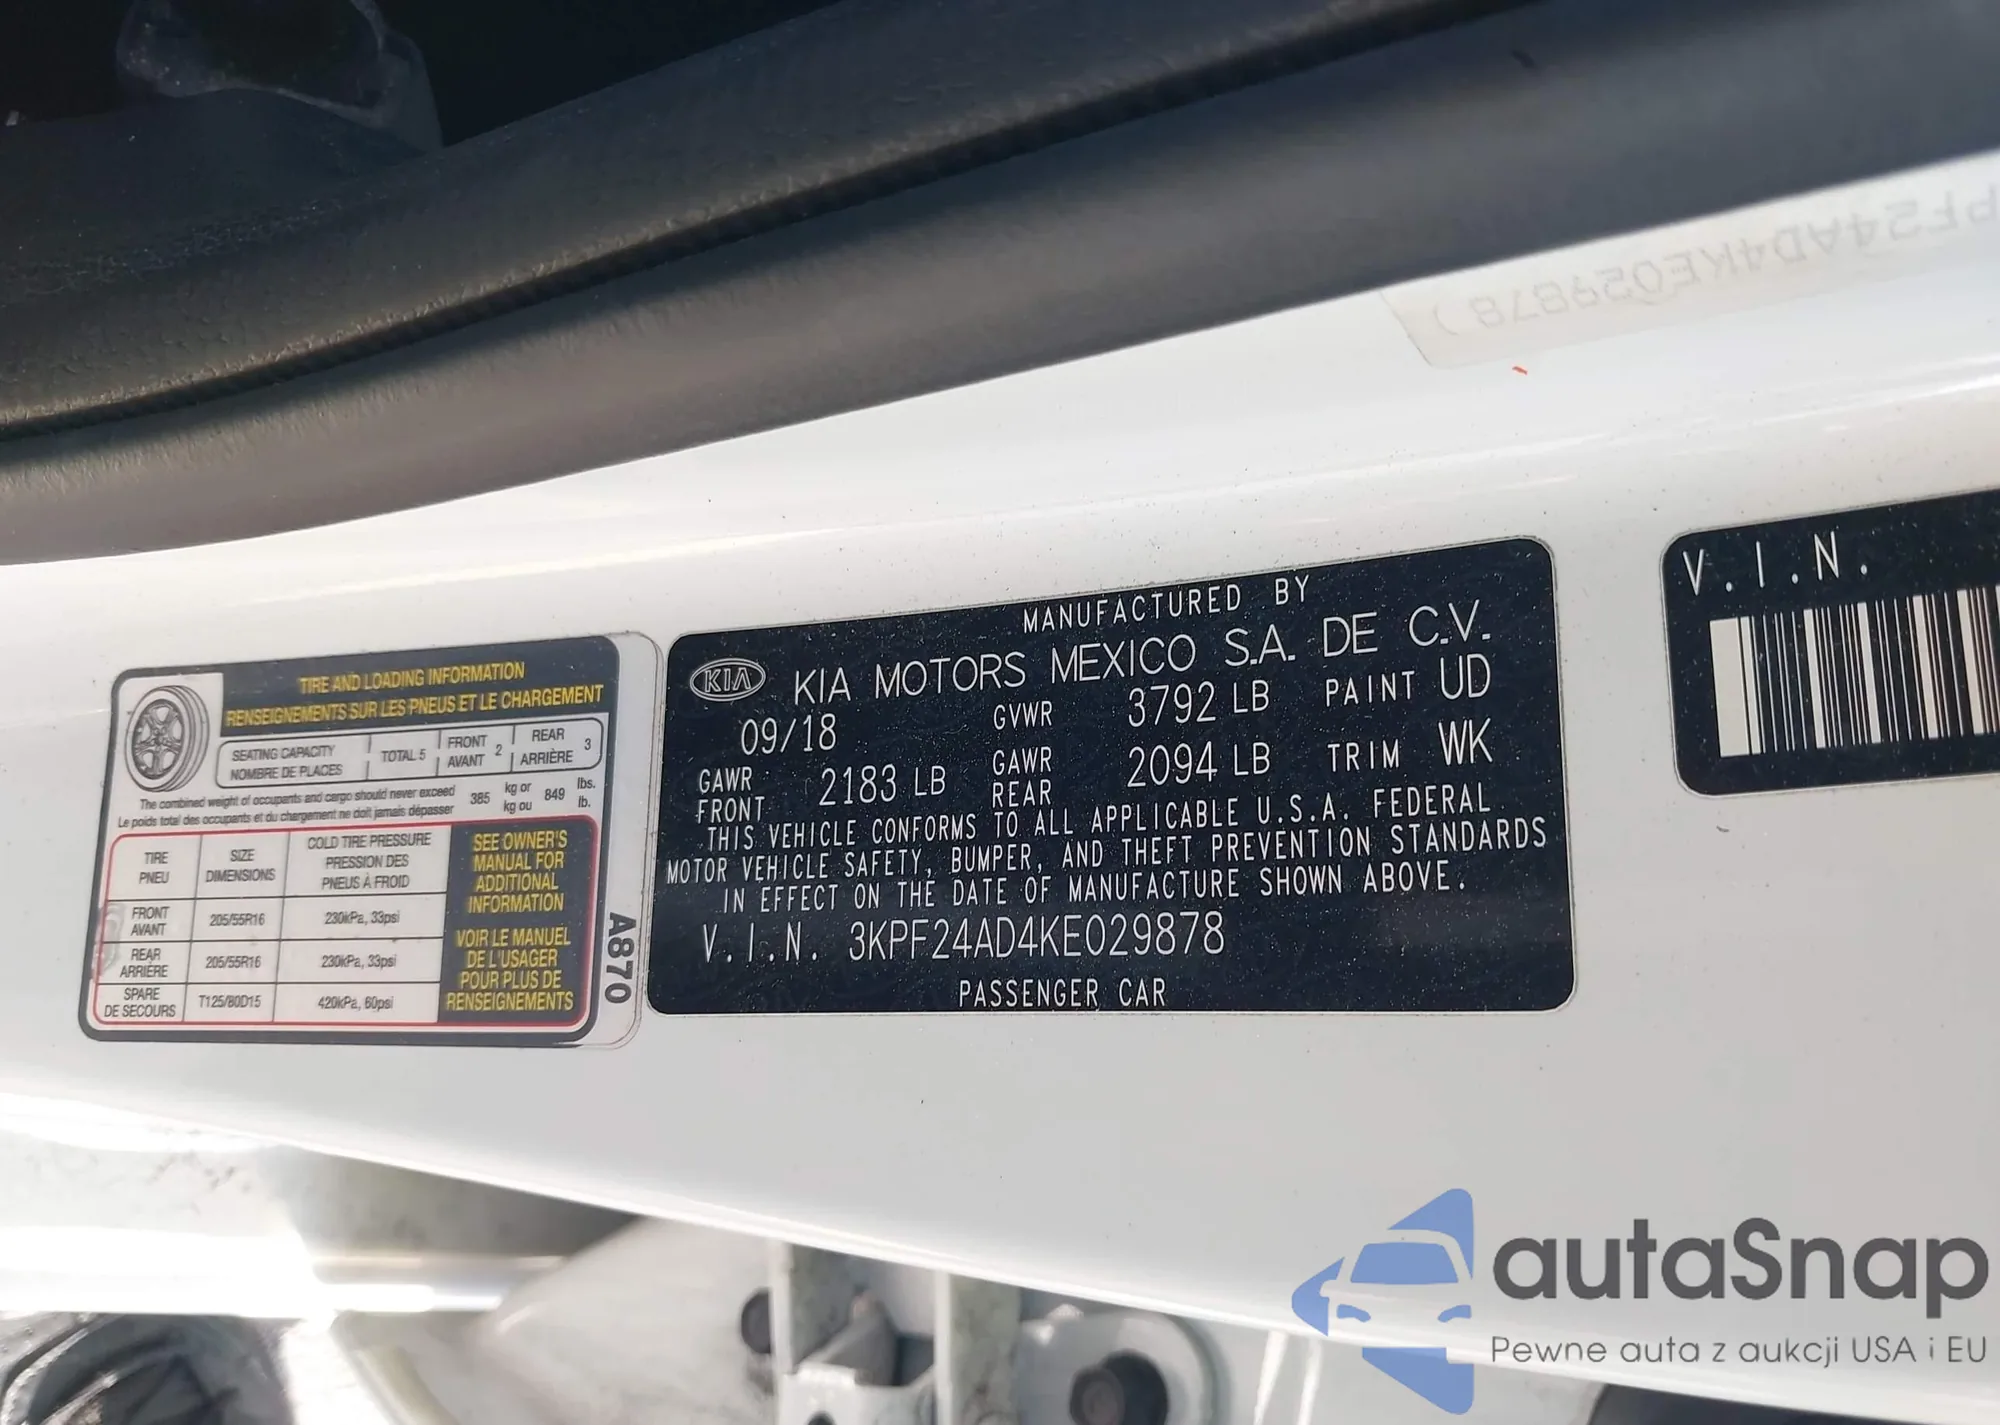 PF24AD4KE029878 )
TIRE AND LOADING INFORMATION
RENSEIGNEMENTS SUR LES PNEUS ET LE CHARGEMENT
SEATING CAPACITY
NOMBRE DE PLACES
TOTAL 5
FRONT
AVANT
2
REAR
ARRIÈRE
3
The combined weight of occupants and cargo should never exceed
Le poids total des occupants et du chargement ne doit jamais dépasser
385
kg or
kg ou
849
lbs.
lb.
TIRE
PNEU
SIZE
DIMENSIONS
COLD TIRE PRESSURE
PRESSION DES
PNEUS À FROID
FRONT
AVANT
205/55R16
230kPa, 33psi
REAR
ARRIÈRE
205/55R16
230kPa, 33psi
SPARE
DE SECOURS
T125/80D15
420kPa, 60psi
SEE OWNER'S
MANUAL FOR
ADDITIONAL
INFORMATION
VOIR LE MANUEL
DE L'USAGER
POUR PLUS DE
RENSEIGNEMENTS
A870
MANUFACTURED BY
KIA KIA MOTORS MEXICO S.A. DE C.V.
09/18 GVWR 3792 LB PAINT UD
GAWR
FRONT
2183 LB
GAWR
REAR
2094 LB TRIM WK
THIS VEHICLE CONFORMS TO ALL APPLICABLE U.S.A. FEDERAL
MOTOR VEHICLE SAFETY, BUMPER, AND THEFT PREVENTION STANDARDS
IN EFFECT ON THE DATE OF MANUFACTURE SHOWN ABOVE.
V.I.N. 3KPF24AD4KE029878
PASSENGER CAR
V.I.N.
autaSnap
Pewne auta z aukcji USA i EU